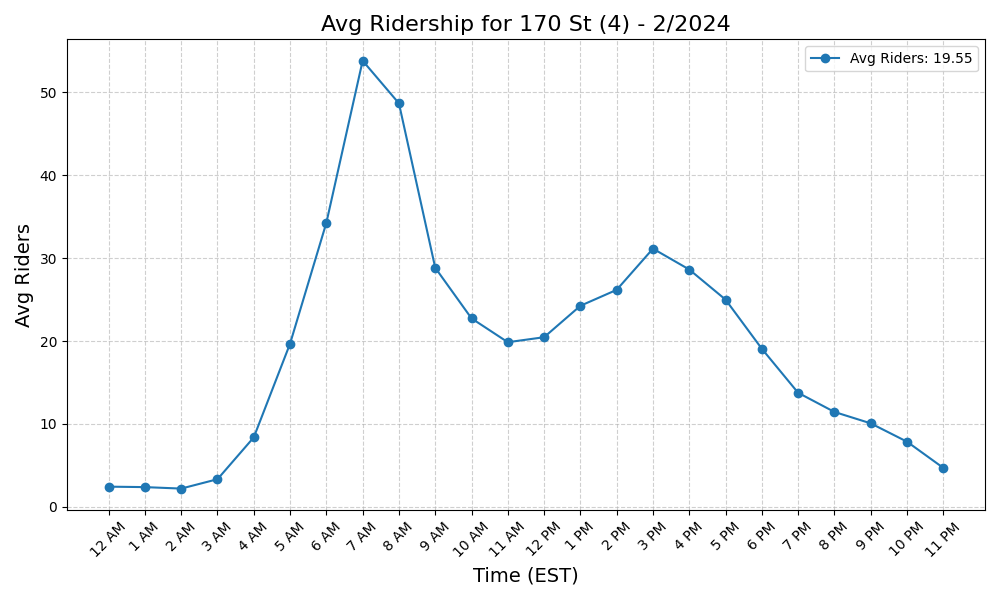 Avg Ridership for 170 St (4) - 2/2024
Avg Riders: 19.55
Avg Riders
50
40
30
20
10
0
12 AM
1 AM
2 AM
3 AM
4 AM
5 AM
6 AM
7 AM
8 AM
9 AM
10 AM
11 AM
12 PM
1 PM
2 PM
3 PM
4 PM
5 PM
6 PM
7 PM
8 PM
9 PM
10 PM
11 PM
Time (EST)